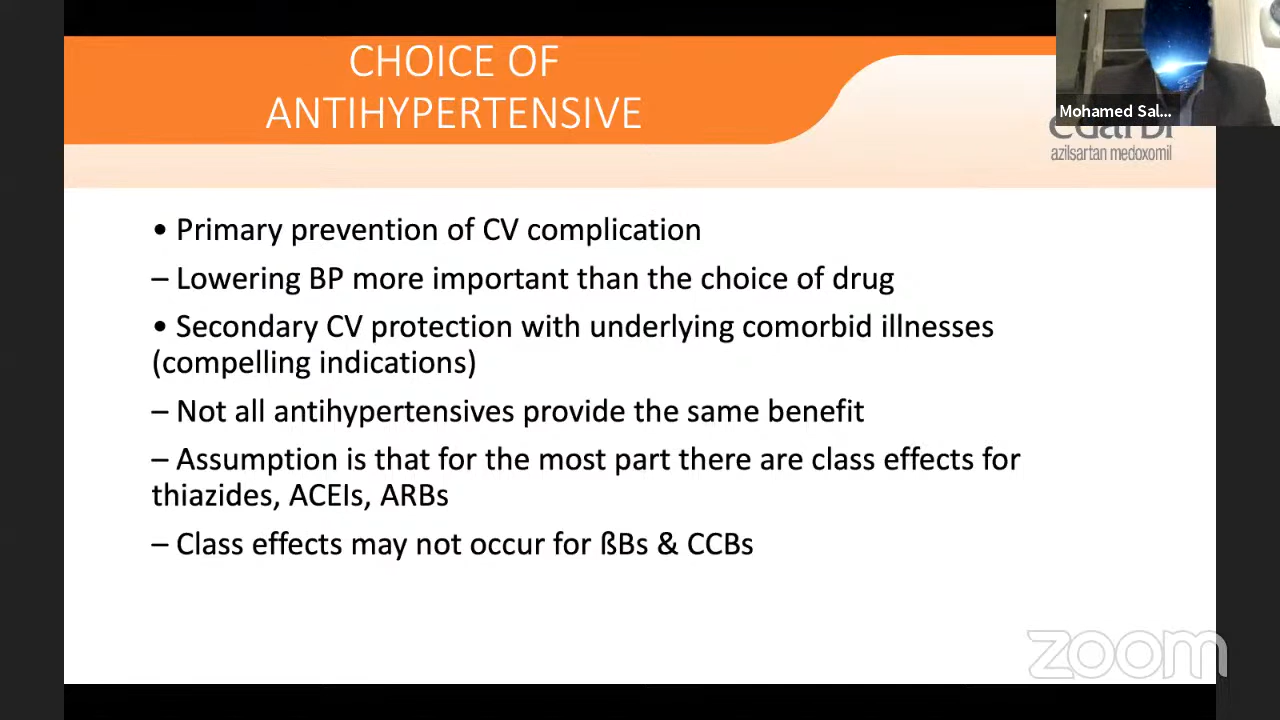 CHOICE OF
ANTIHYPERTENSIVE
Mohamed Sal...
azilsartan medoxomil
• Primary prevention of CV complication
– Lowering BP more important than the choice of drug
• Secondary CV protection with underlying comorbid illnesses
(compelling indications)
– Not all antihypertensives provide the same benefit
– Assumption is that for the most part there are class effects for
thiazides, ACEIs, ARBs
– Class effects may not occur for ßBs & CCBs
zoom